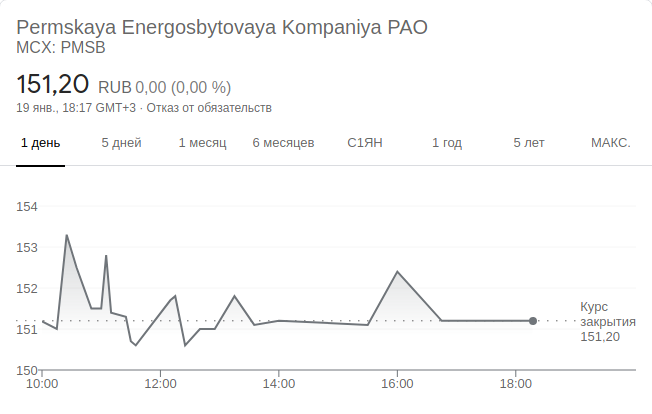 Permskaya Energosbytovaya Kompaniya PAO
MCX: PMSB
151,20 RUB 0,00 (0,00 %)
19 янв., 18:17 GMT+3 · Отказ от обязательств
1 день 5 дней 1 месяц 6 месяцев С1ЯН 1 год 5 лет МАКС.
154
153
152
151
150
Курс
закрытия
151,20
10:00 12:00 14:00 16:00 18:00